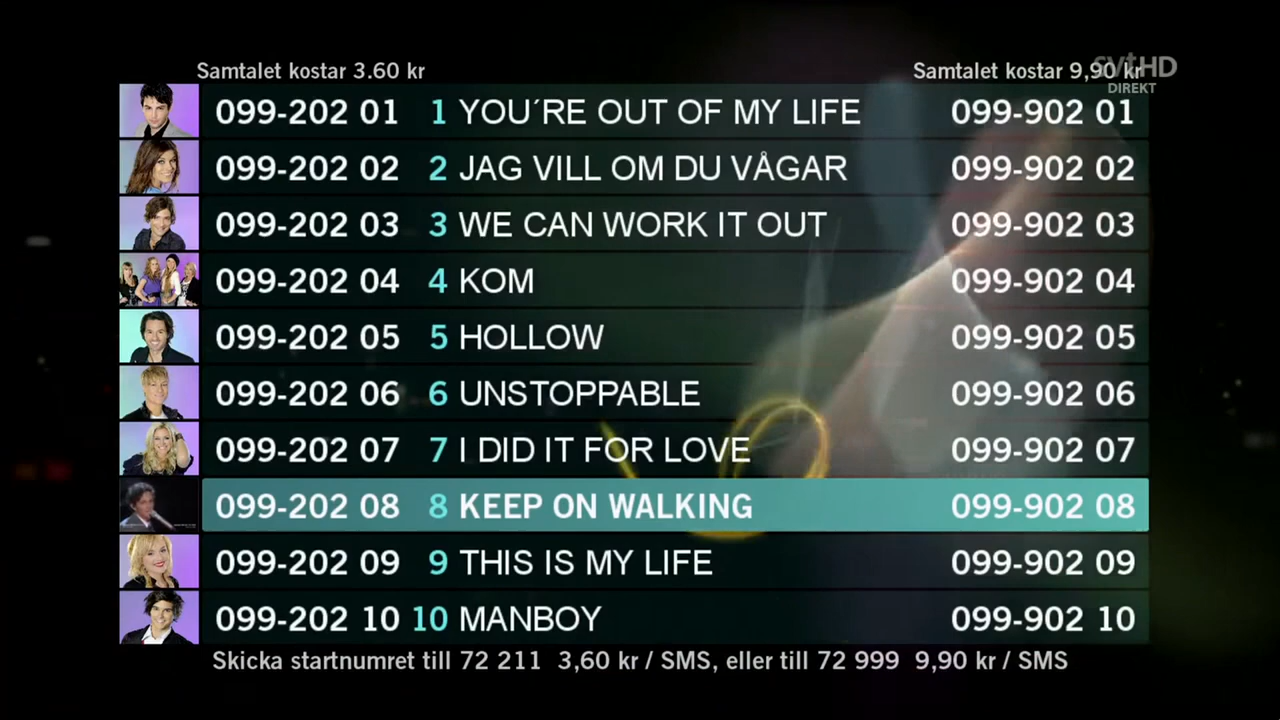 Samtalet kostar 3.60 kr Samtalet kostar 9,90 kr
svt HD
DIREKT
099-202 01 1 YOU´RE OUT OF MY LIFE 099-902 01
099-202 02 2 JAG VILL OM DU VÅGAR 099-902 02
099-202 03 3 WE CAN WORK IT OUT 099-902 03
099-202 04 4 KOM 099-902 04
099-202 05 5 HOLLOW 099-902 05
099-202 06 6 UNSTOPPABLE 099-902 06
099-202 07 7 I DID IT FOR LOVE 099-902 07
099-202 08 8 KEEP ON WALKING 099-902 08
099-202 09 9 THIS IS MY LIFE 099-902 09
099-202 10 10 MANBOY 099-902 10
Skicka startnumret till 72 211 3,60 kr / SMS, eller till 72 999 9,90 kr / SMS